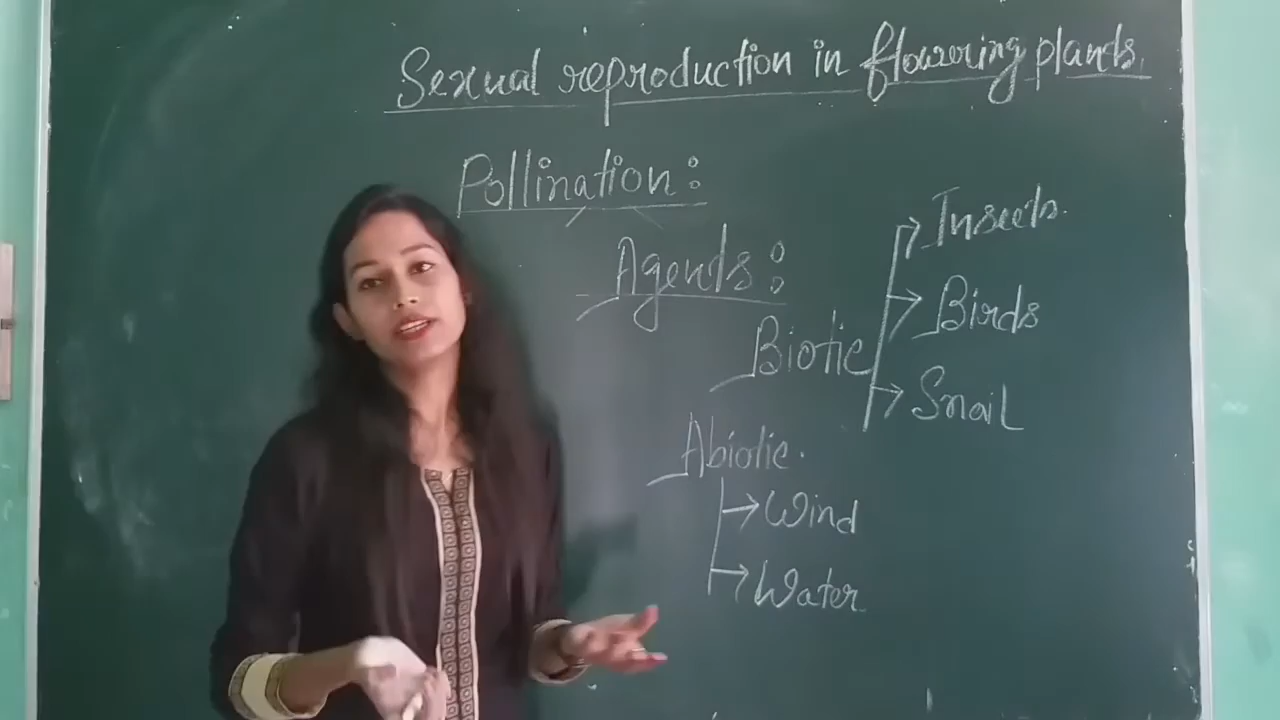 Sexual reproduction in flowering plants.
Pollination:
Agents:
Biotic
Insects.
Birds
Snail
Abiotic.
Wind
Water